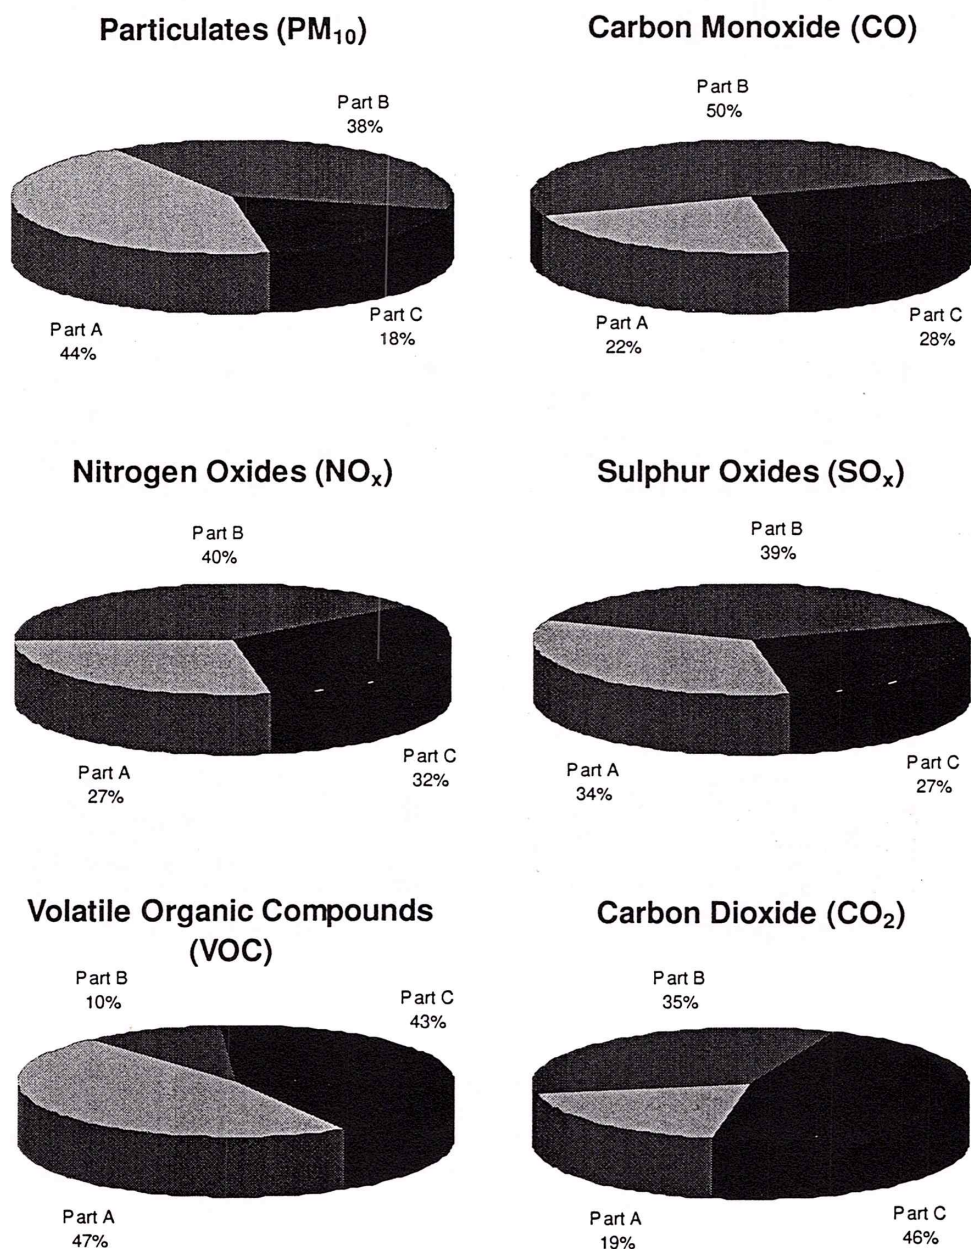 Particulates (PM₁₀)
Part B
38%
Part A
44%
Part C
18%
Carbon Monoxide (CO)
Part B
50%
Part A
22%
Part C
28%
Nitrogen Oxides (NOₓ)
Part B
40%
Part A
27%
Part C
32%
Sulphur Oxides (SOₓ)
Part B
39%
Part A
34%
Part C
27%
Volatile Organic Compounds
(VOC)
Part B
10%
Part C
43%
Part A
47%
Carbon Dioxide (CO₂)
Part B
35%
Part A
19%
Part C
46%